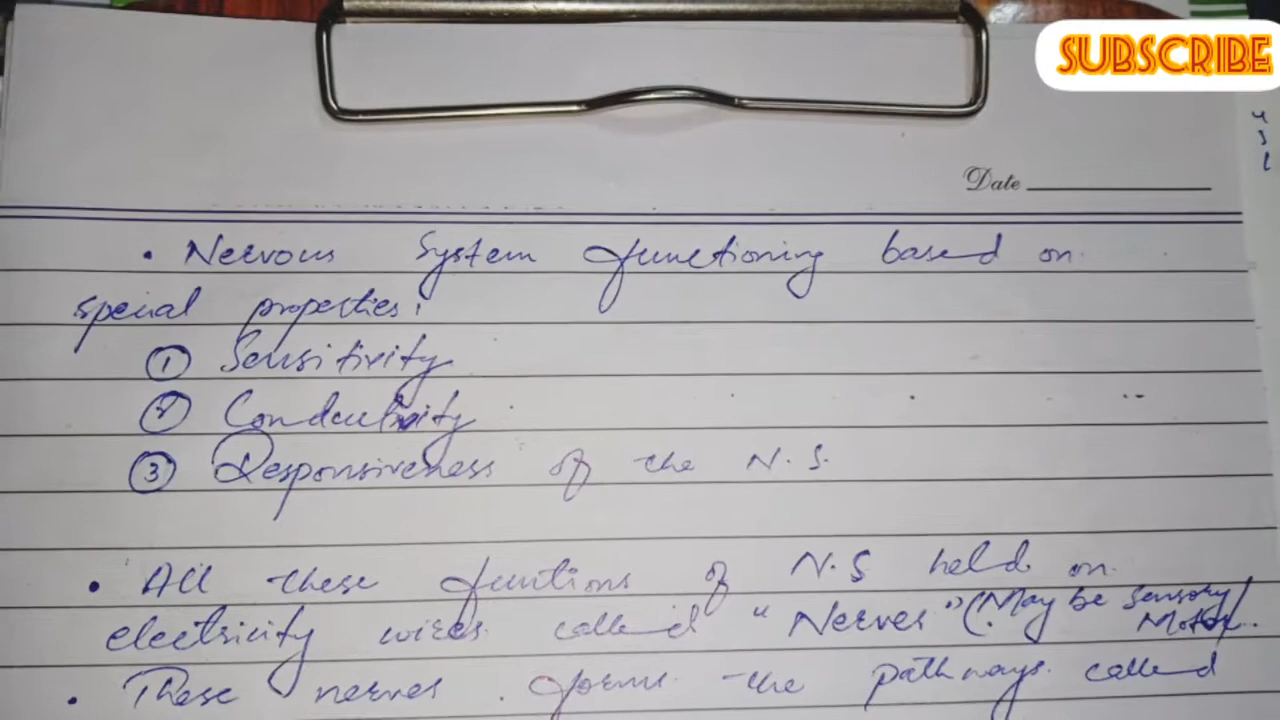 SUBSCRIBE
Date
• Nervous System functioning based on
special properties:
① Sensitivity
② Conductivity
③ Responsiveness of the N.S.
• All these funtions of N.S held on
electricity wires called "Nerves" (May be Sensory/
Motor.
• These nerves forms the pathways called